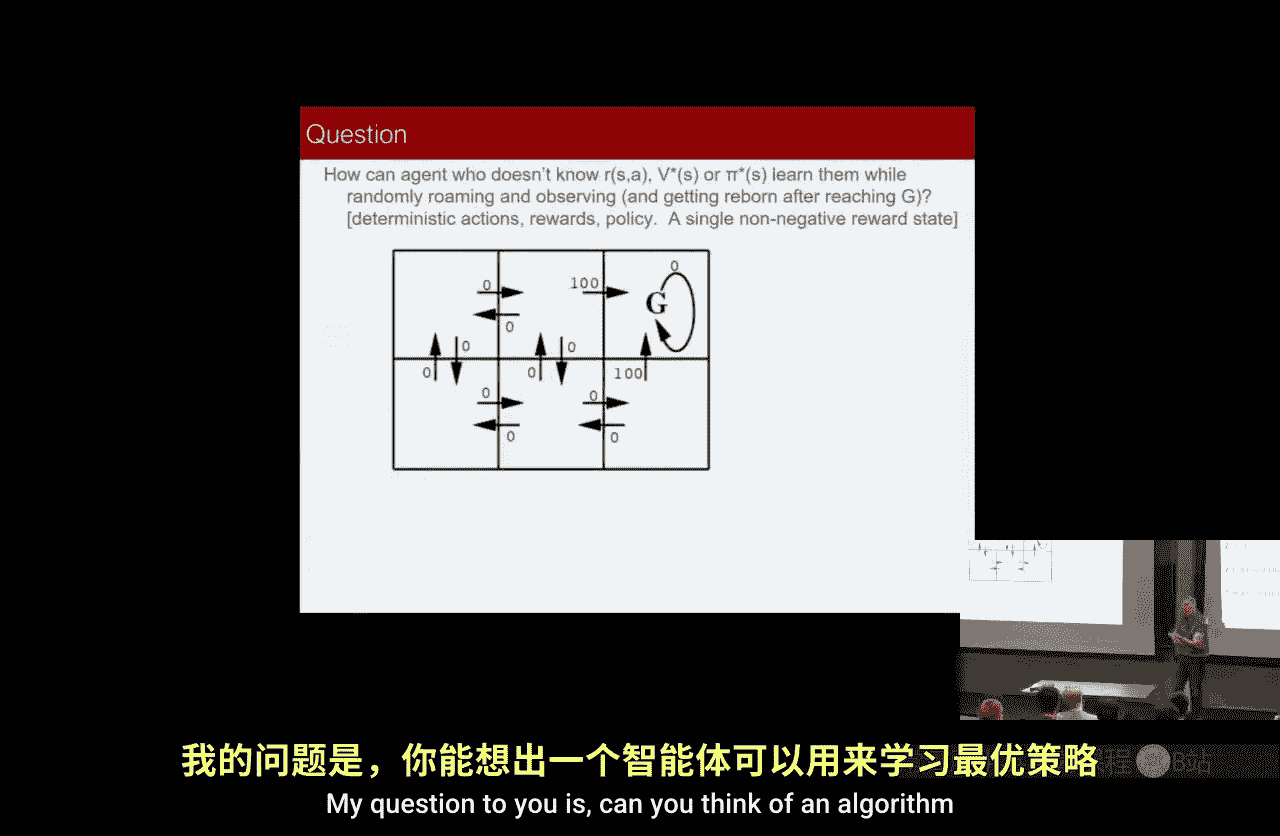 Question
How can agent who doesn't know r(s,a), V*(s) or π*(s) learn them while
randomly roaming and observing (and getting reborn after reaching G)?
[deterministic actions, rewards, policy. A single non-negative reward state]
0
100
0
G
0
0
0
0
0
100
0
0
0
0
我的问题是，你能想出一个智能体可以用来学习最优策略
程
B站
My question to you is, can you think of an algorithm